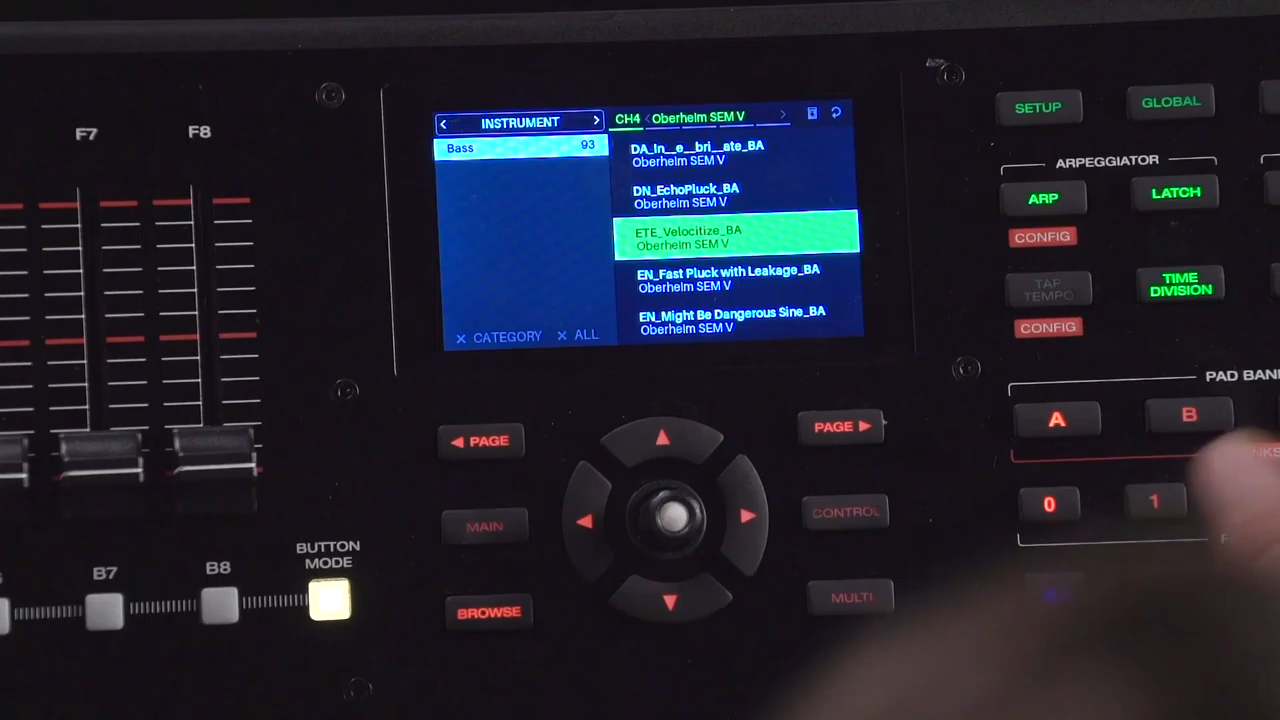 F7
F8
INSTRUMENT
Bass 93
CATEGORY ALL
CH4 Oberheim SEM V
DA_In__e__bri__ate_BA
Oberheim SEM V
DN_EchoPluck_BA
Oberheim SEM V
ETE_Velocitize_BA
Oberheim SEM V
EN_Fast Pluck with Leakage_BA
Oberheim SEM V
EN_Might Be Dangerous Sine_BA
Oberheim SEM V
SETUP
GLOBAL
ARPEGGIATOR
ARP
LATCH
CONFIG
TAP
TEMPO
TIME
DIVISION
CONFIG
PAD
A
B
0
1
PAGE
PAGE
MAIN
CONTROL
BROWSE
MULTI
B7
B8
BUTTON
MODE